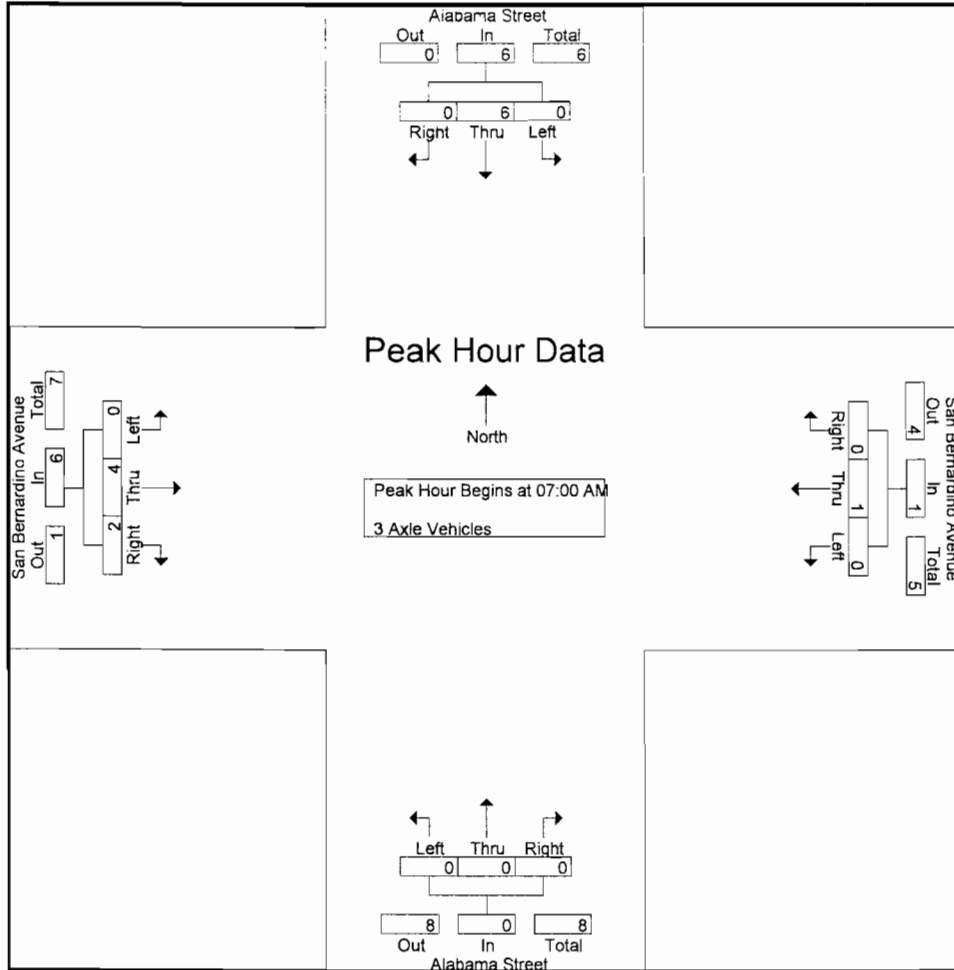 Alabama Street
Out In Total
0 6 6
0 6 0
Right Thru Left
Peak Hour Data
North
Peak Hour Begins at 07:00 AM
3 Axle Vehicles
San Bernardino Avenue
Out In Total
1 6 7
0 4 2
Left Thru Right
San Bernardino Avenue
Out In Total
4 1 5
0 1 0
Right Thru Left
Left Thru Right
0 0 0
8 0 8
Out In Total
Alabama Street